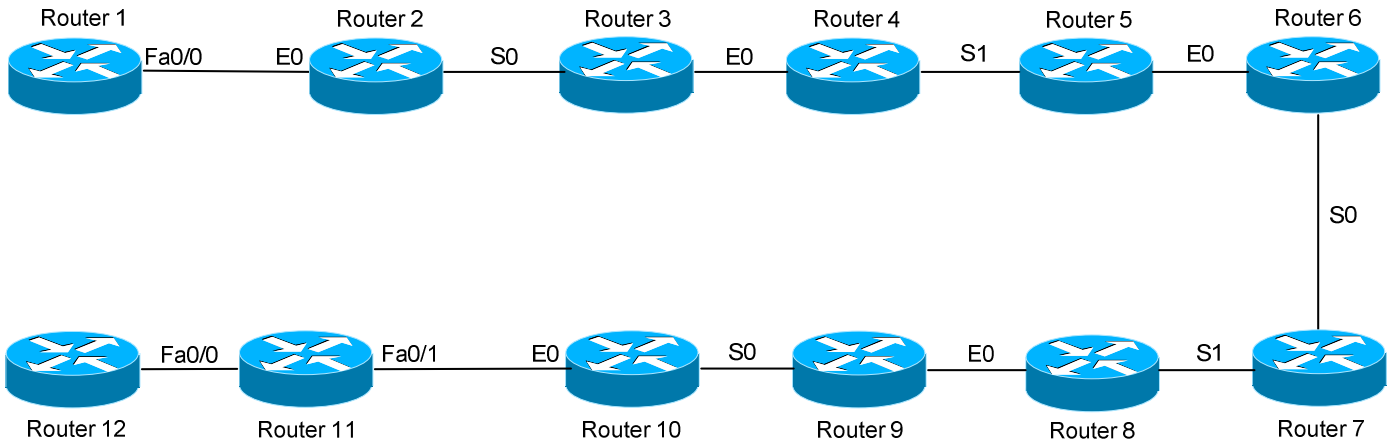 Router 1
Router 2
Router 3
Router 4
Router 5
Router 6
Fa0/0
E0
S0
E0
S1
E0
S0
Fa0/0
Fa0/1
E0
S0
E0
S1
Router 12
Router 11
Router 10
Router 9
Router 8
Router 7